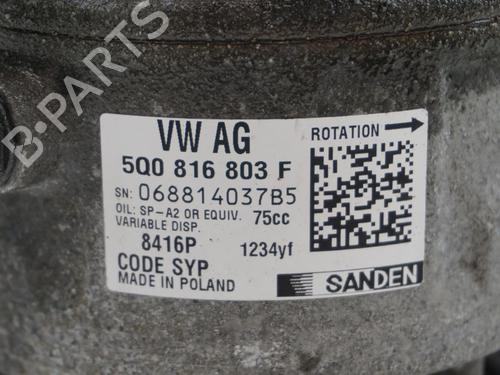 VW AG
ROTATION
5Q0 816 803 F
SN: 068814037B5
OIL: SP-A2 OR EQUIV. 75cc
VARIABLE DISP.
8416P 1234yf
CODE SYP
MADE IN POLAND
SANDEN
B-PARTS